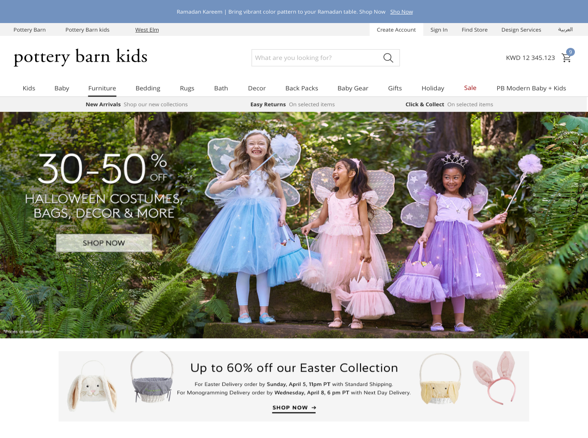 Ramadan Kareem | Bring vibrant color pattern to your Ramadan table. Shop Now. Sho Now
Pottery Barn Pottery Barn kids West Elm Create Account Sign In Find Store Design Services العربية
pottery barn kids What are you looking for? KWD 12 345.123 0
Kids Baby Furniture Bedding Rugs Bath Decor Back Packs Baby Gear Gifts Holiday Sale PB Modern Baby + Kids
New Arrivals Shop our new collections Easy Returns On selected items Click & Collect On selected items
30-50% OFF
HALLOWEEN COSTUMES,
BAGS, DECOR & MORE
SHOP NOW
Up to 60% off our Easter Collection
For Easter Delivery order by Sunday, April 5, 11pm PT with Standard Shipping.
For Monogramming Delivery order by Wednesday, April 8, 6 pm PT with Next Day Delivery.
SHOP NOW →